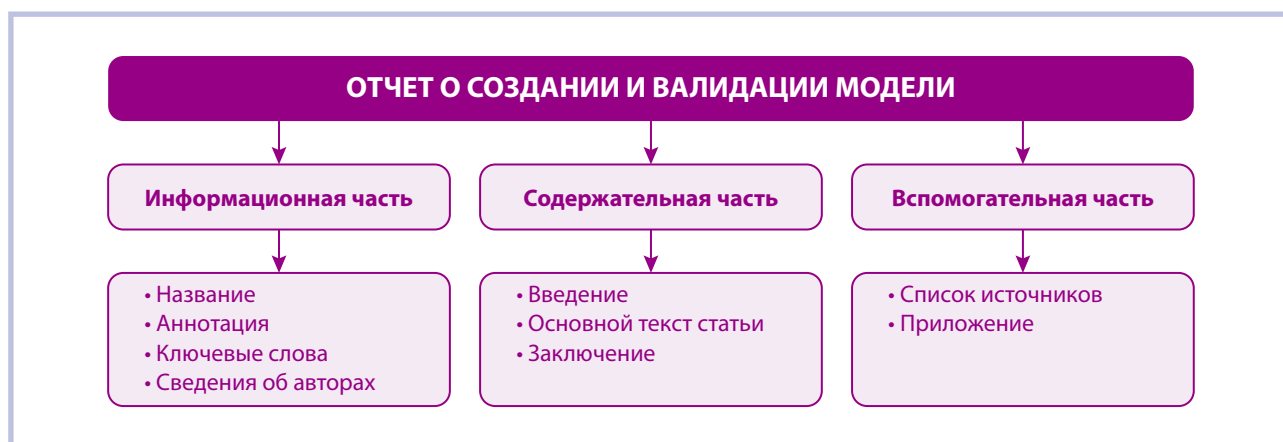 ОТЧЕТ О СОЗДАНИИ И ВАЛИДАЦИИ МОДЕЛИ
Информационная часть
Содержательная часть
Вспомогательная часть
• Название
• Аннотация
• Ключевые слова
• Сведения об авторах
• Введение
• Основной текст статьи
• Заключение
• Список источников
• Приложение